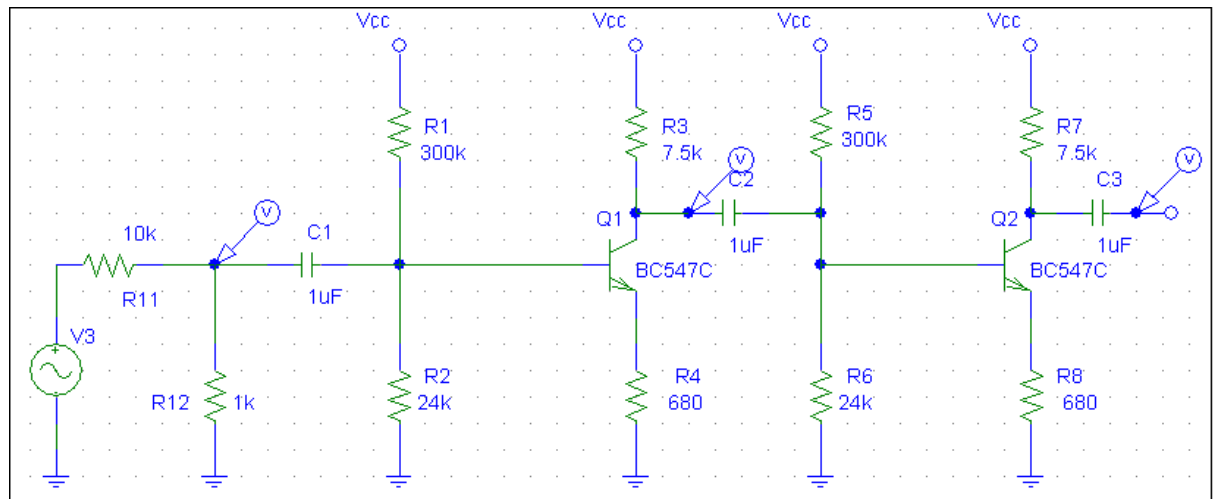 Vcc
Vcc
Vcc
Vcc
R1
300k
R3
7.5k
V
C2
1uF
R5
300k
R7
7.5k
V
C3
1uF
Q1
BC547C
Q2
BC547C
V
10k
R11
C1
1uF
V3
R12
1k
R2
24k
R4
680
R6
24k
R8
680